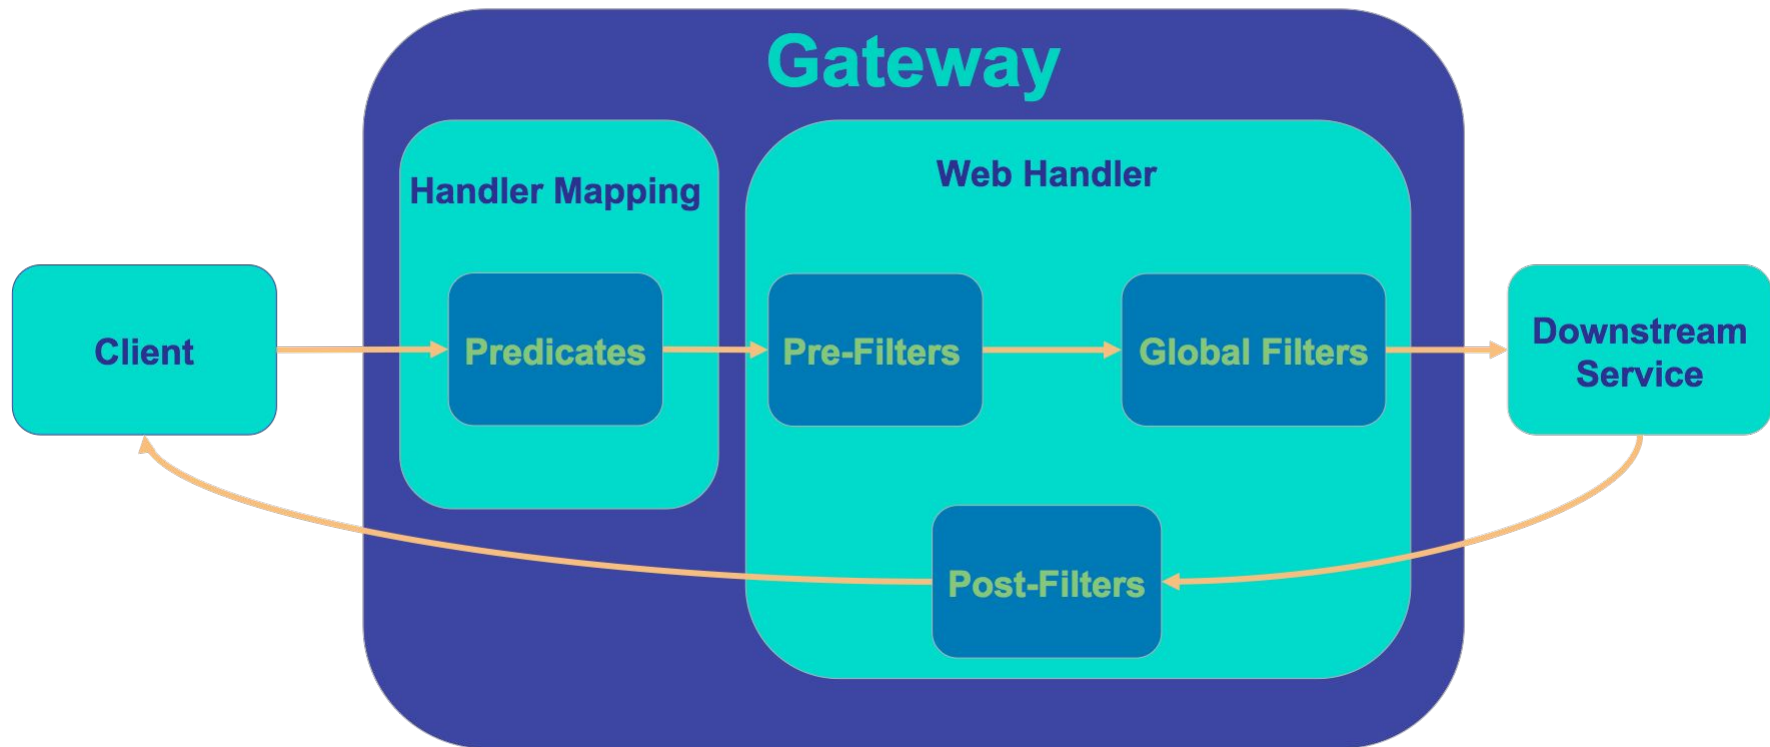 Gateway
Handler Mapping
Web Handler
Client
Predicates
Pre-Filters
Global Filters
Downstream
Service
Post-Filters